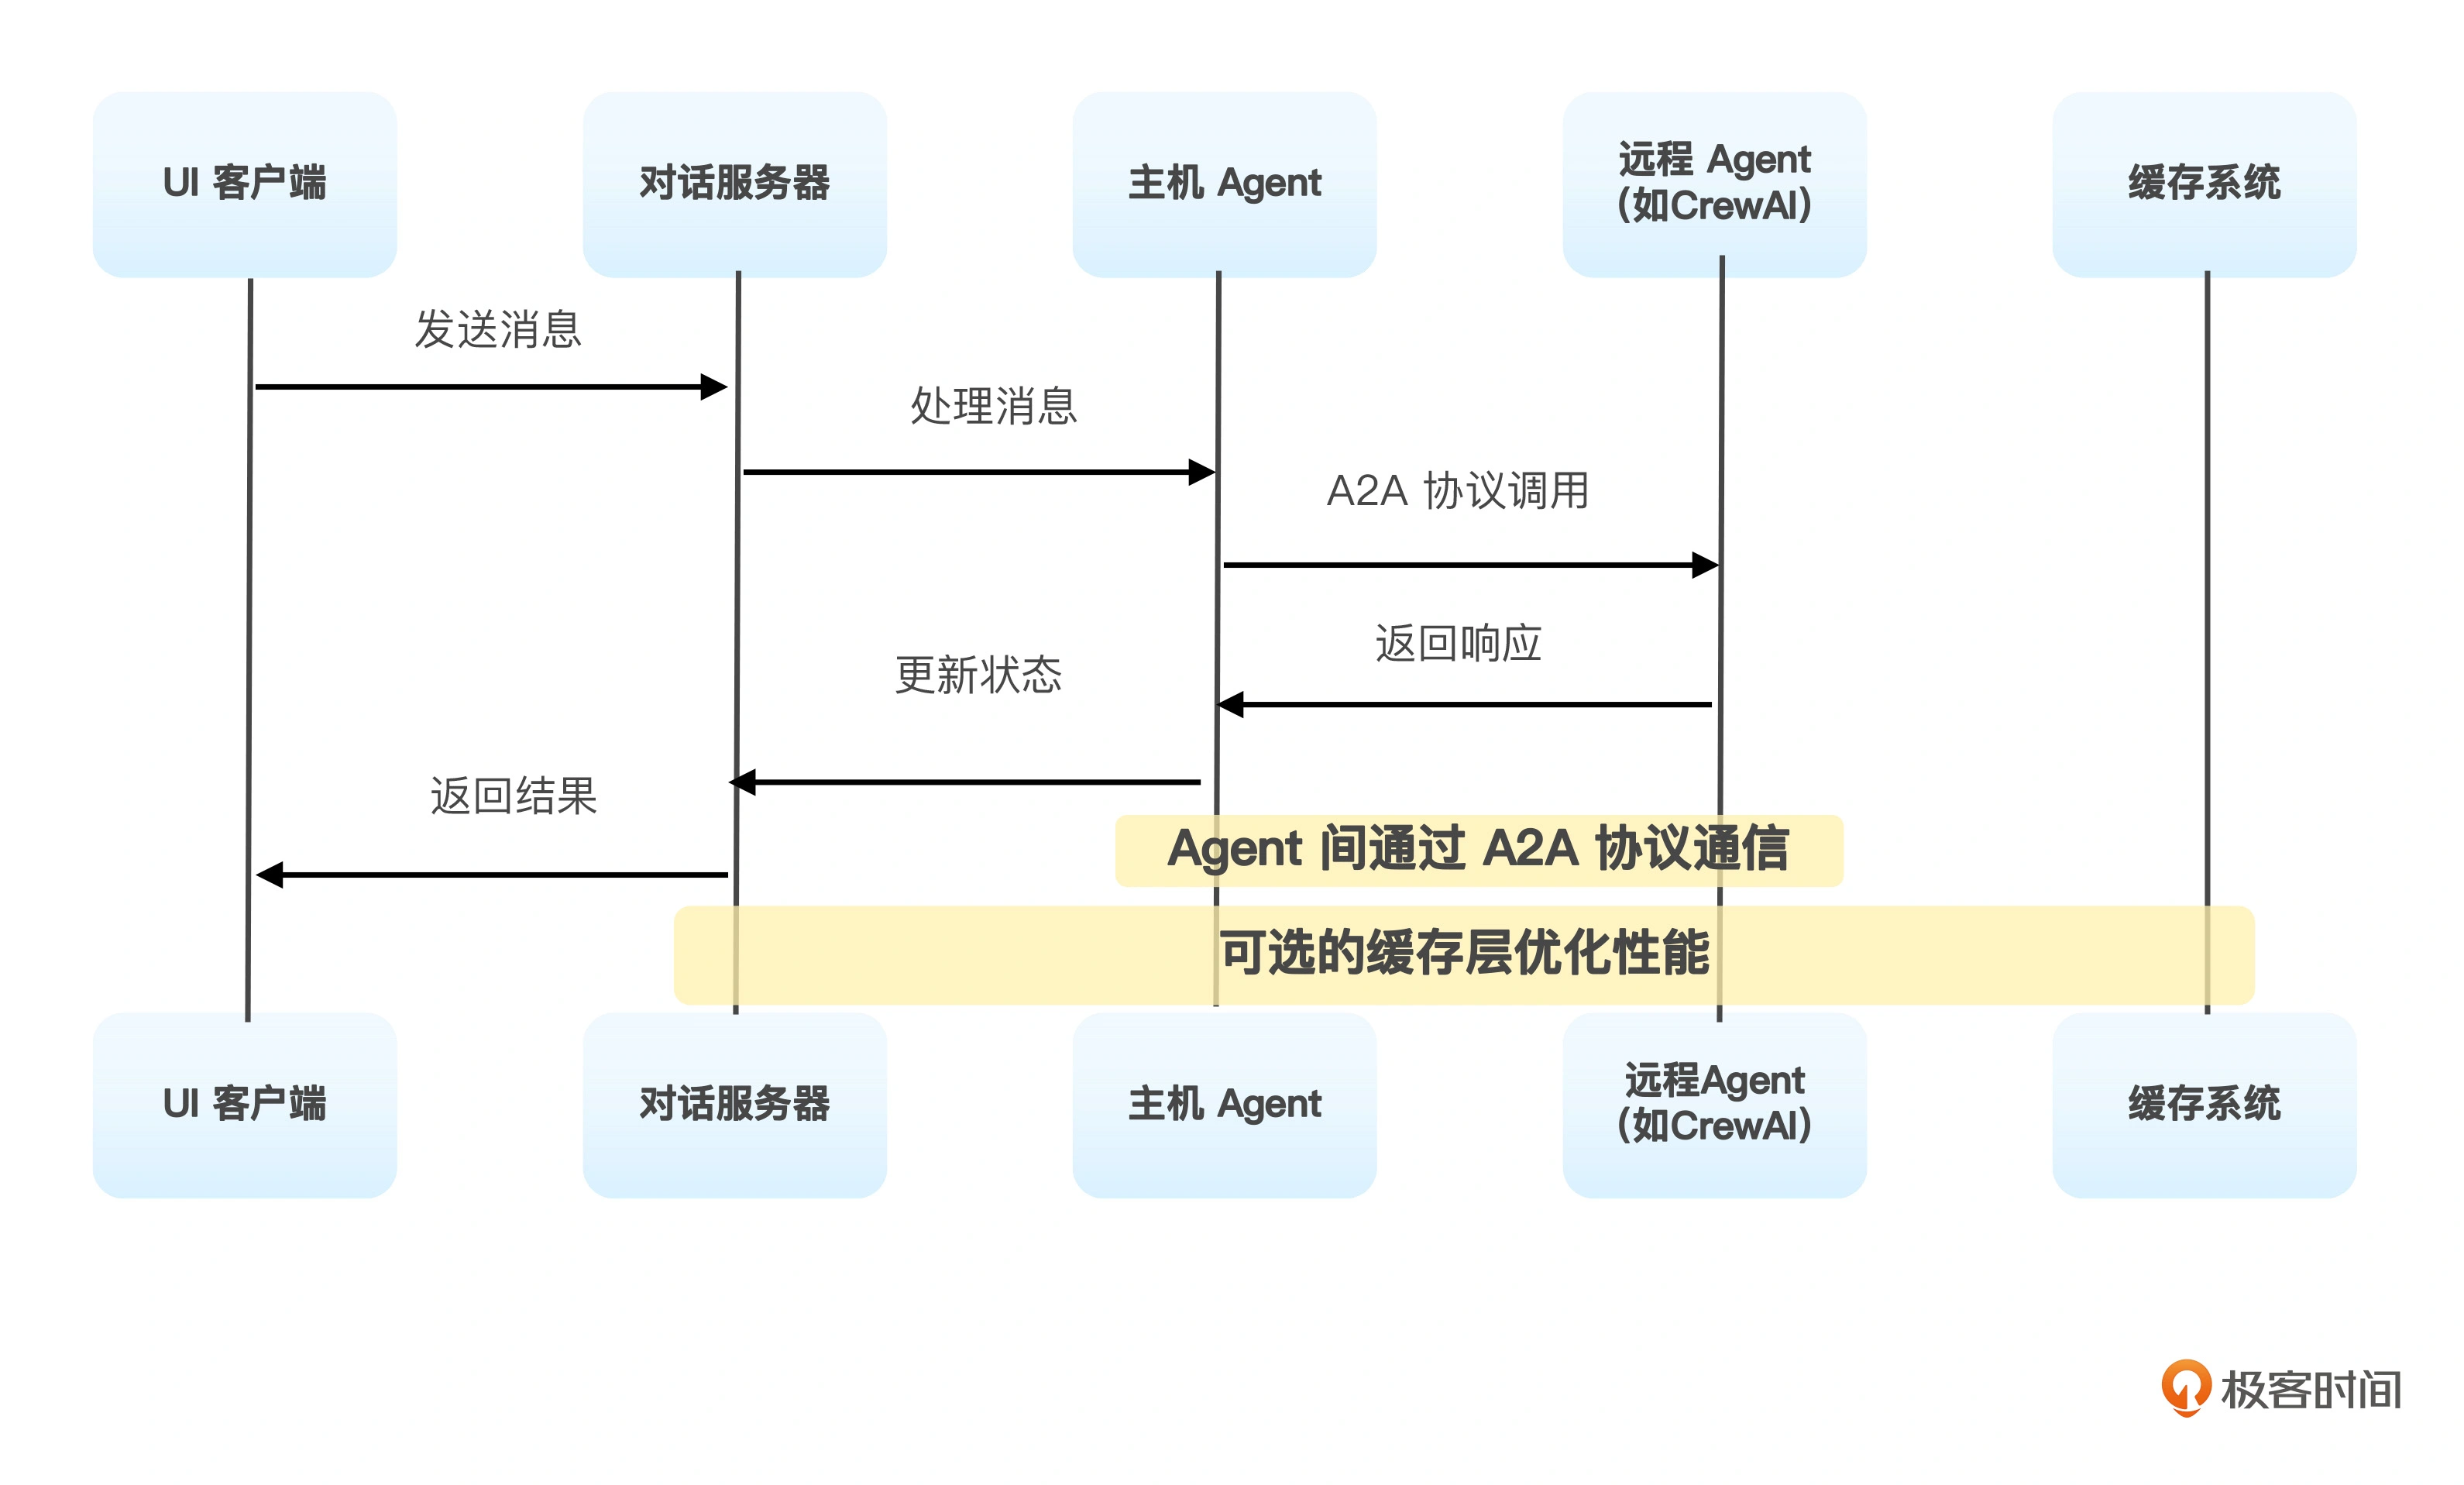 UI 客户端
对话服务器
主机 Agent
远程 Agent
(如CrewAI)
缓存系统
发送消息
处理消息
A2A 协议调用
返回响应
更新状态
返回结果
Agent 间通过 A2A 协议通信
可选的缓存层优化性能
UI 客户端
对话服务器
主机 Agent
远程Agent
(如CrewAI)
缓存系统
极客时间